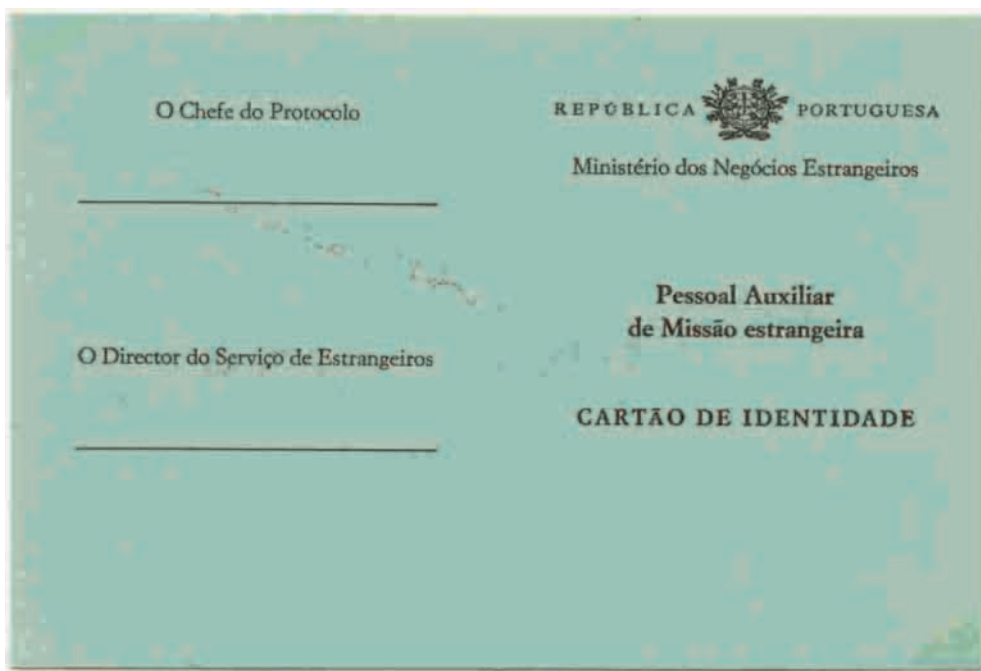 O Chefe do Protocolo
O Director do Serviço de Estrangeiros
REPÚBLICA PORTUGUESA
Ministério dos Negócios Estrangeiros
Pessoal Auxiliar
de Missão estrangeira
CARTÃO DE IDENTIDADE